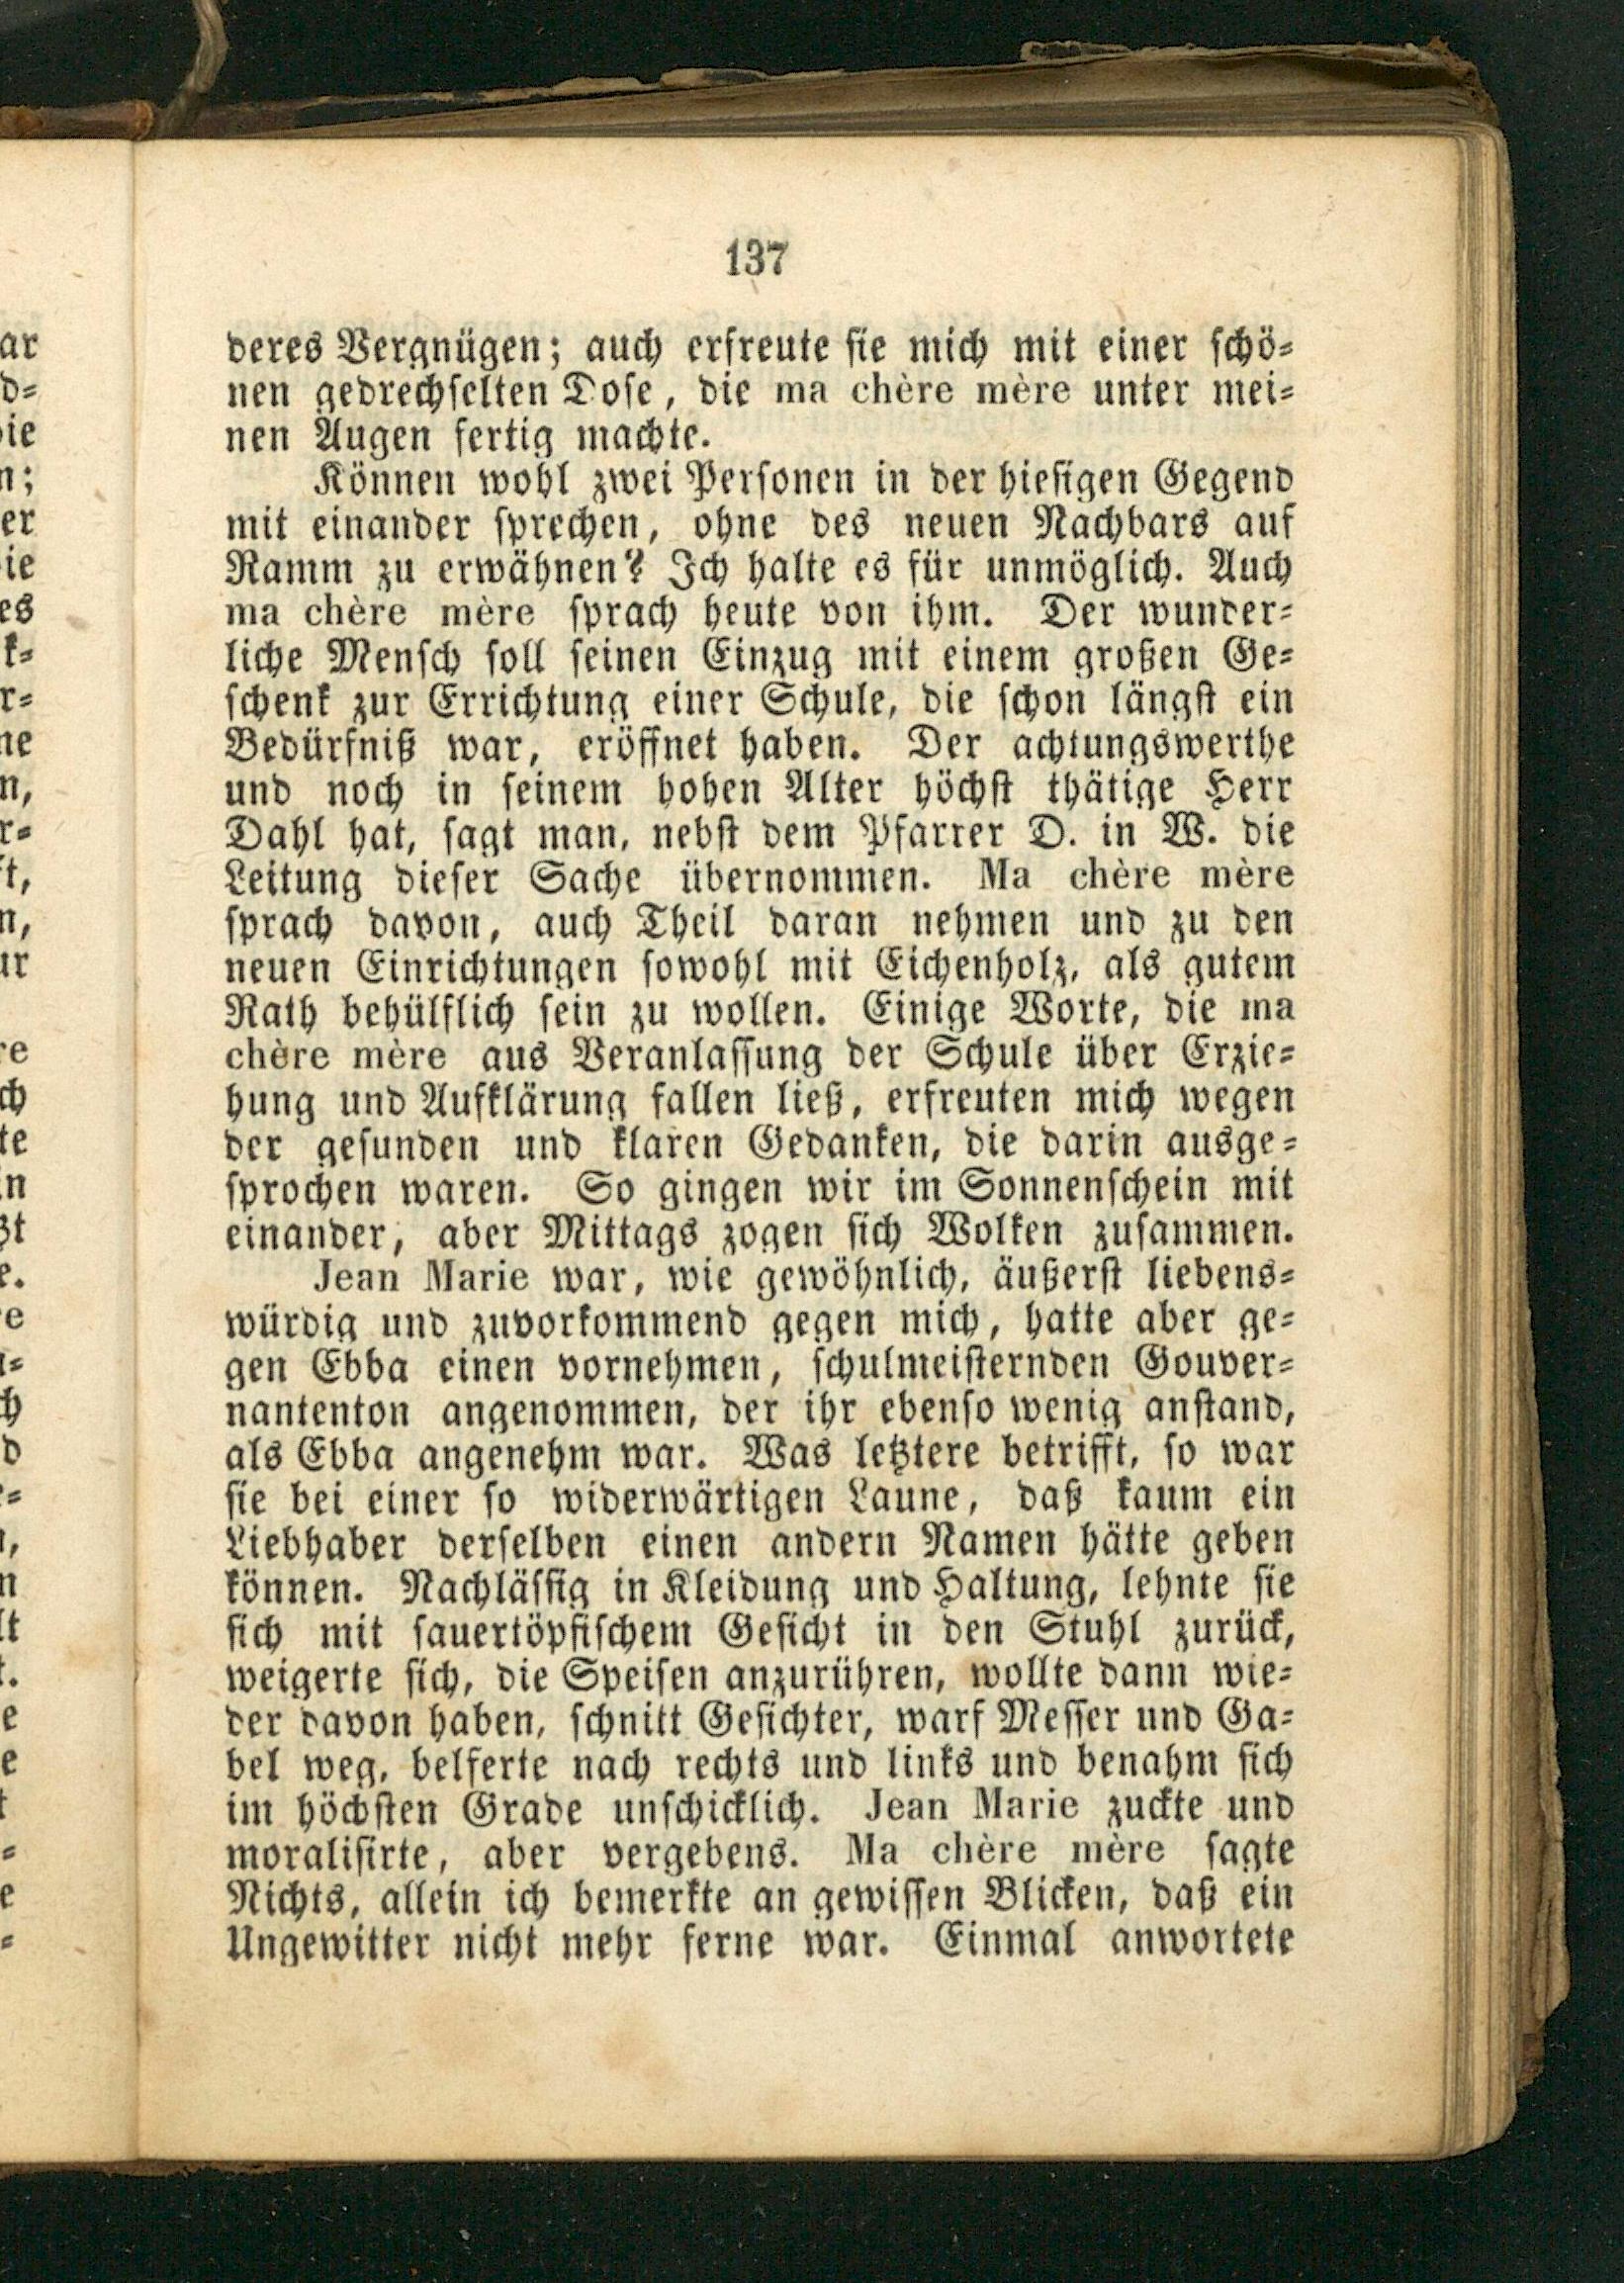 137
deres Vergnügen; auch erfreute sie mich mit einer schö-
nen gedrechselten Dose, die ma chère mère unter mei-
nen Augen fertig machte.
Können wohl zwei Personen in der hiesigen Gegend
mit einander sprechen, ohne des neuen Nachbars auf
Ramm zu erwähnen? Ich halte es für unmöglich. Auch
ma chère mère sprach heute von ihm. Der wunder-
liche Mensch soll seinen Einzug mit einem großen Ge-
schenk zur Errichtung einer Schule, die schon längst ein
Bedürfniß war, eröffnet haben. Der achtungswerthe
und noch in seinem hohen Alter höchst thätige Herr
Dahl hat, sagt man, nebst dem Pfarrer D. in W. die
Leitung dieser Sache übernommen. Ma chère mère
sprach davon, auch Theil daran nehmen und zu den
neuen Einrichtungen sowohl mit Eichenholz, als gutem
Rath behülflich sein zu wollen. Einige Worte, die ma
chère mère aus Veranlassung der Schule über Erzie-
hung und Aufklärung fallen ließ, erfreuten mich wegen
der gesunden und klaren Gedanken, die darin ausge-
sprochen waren. So gingen wir im Sonnenschein mit
einander, aber Mittags zogen sich Wolken zusammen.
Jean Marie war, wie gewöhnlich, äußerst liebens-
würdig und zuvorkommend gegen mich, hatte aber ge-
gen Ebba einen vornehmen, schulmeisternden Gouver-
nantenton angenommen, der ihr ebenso wenig anstand,
als Ebba angenehm war. Was letztere betrifft, so war
sie bei einer so widerwärtigen Laune, daß kaum ein
Liebhaber derselben einen andern Namen hätte geben
können. Nachlässig in Kleidung und Haltung, lehnte sie
sich mit sauertöpfischem Gesicht in den Stuhl zurück,
weigerte sich, die Speisen anzurühren, wollte dann wie-
der davon haben, schnitt Gesichter, warf Messer und Ga-
bel weg, belferte nach rechts und links und benahm sich
im höchsten Grade unschicklich. Jean Marie zuckte und
moralisirte, aber vergebens. Ma chère mère sagte
Nichts, allein ich bemerkte an gewissen Blicken, daß ein
Ungewitter nicht mehr ferne war. Einmal anwortete